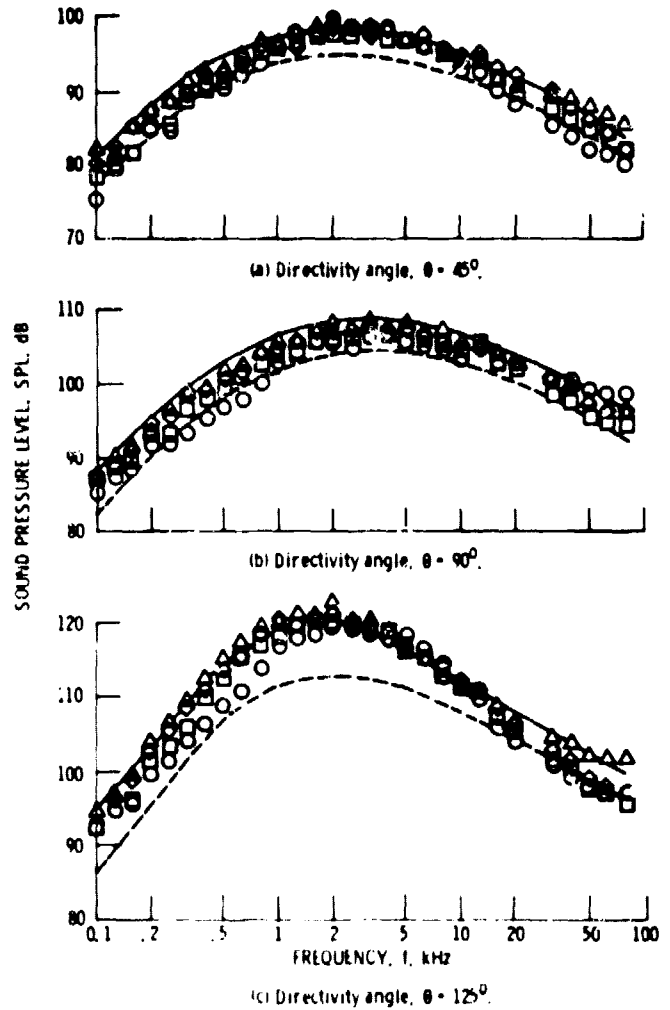 SOUND PRESSURE LEVEL, SPL, dB
100
90
80
70
(a) Directivity angle, θ = 45°.
110
100
90
80
(b) Directivity angle, θ = 90°.
120
110
100
90
80
0.1 .2 .5 1 2 5 10 20 50 100
FREQUENCY, f, kHz
(c) Directivity angle, θ = 125°.